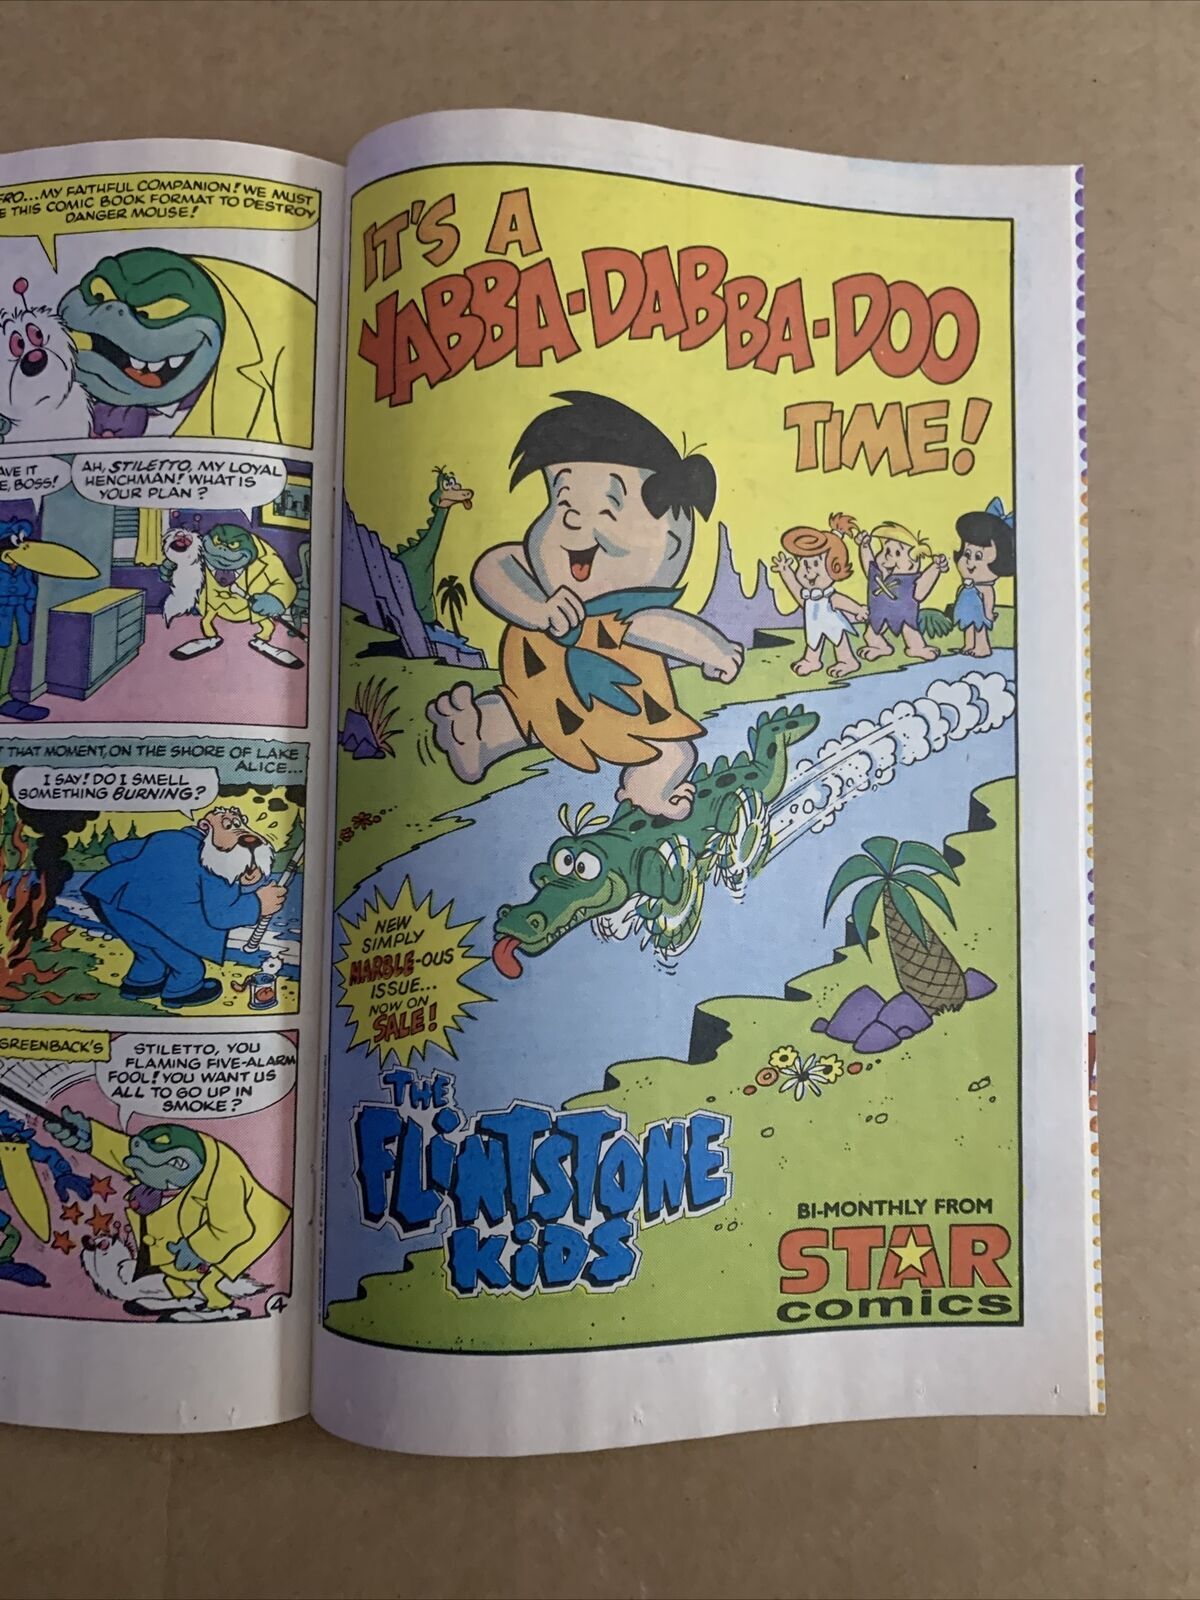 FRO...MY FAITHFUL COMPANION! WE MUST
THIS COMIC BOOK FORMAT TO DESTROY
DANGER MOUSE!
BOSS!
AH, STILETTO, MY LOYAL
HENCHMAN! WHAT IS
YOUR PLAN?
THAT MOMENT, ON THE SHORE OF LAKE
ALICE...
I SAY! DO I SMELL
SOMETHING BURNING?
GREENBACK'S
STILETTO, YOU
FLAMING FIVE-ALARM
FOOL! YOU WANT US
ALL TO GO UP IN
SMOKE?
4
IT'S A
YABBA-DABBA-DOO
TIME!
NEW
SIMPLY
MARBLE-OUS
ISSUE...
NOW ON
SALE!
THE
FLINTSTONE
KIDS
BI-MONTHLY FROM
STAR
comics